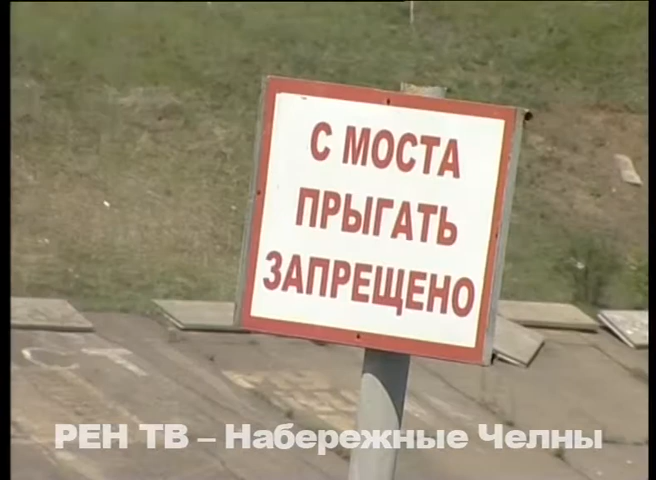 С МОСТА
ПРЫГАТЬ
ЗАПРЕЩЕНО
РЕН ТВ – Набережные Челны